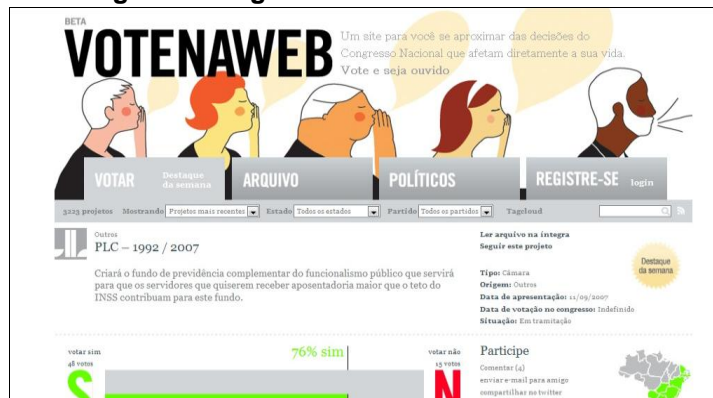 BETA
VOTENAWEB
Um site para você se aproximar das decisões do
Congresso Nacional que afetam diretamente a sua vida.
Vote e seja ouvido
VOTAR
Destaque
da semana
ARQUIVO
POLÍTICOS
REGISTRE-SE login
3223 projetos Mostrando Projetos mais recentes Estado Todos os estados Partido Todos os partidos Tagcloud
Outros
PLC – 1992 / 2007
Criará o fundo de previdência complementar do funcionalismo público que servirá
para que os servidores que quiserem receber aposentadoria maior que o teto do
INSS contribuam para este fundo.
Ler arquivo na íntegra
Seguir este projeto
Tipo: Câmara
Origem: Outros
Data de apresentação: 11/09/2007
Data de votação no congresso: Indefinido
Situação: Em tramitação
Destaque
da semana
votar sim
48 votos
76% sim
votar não
15 votos
S
N
Participe
Comentar (4)
enviar e-mail para amigo
compartilhar no twitter